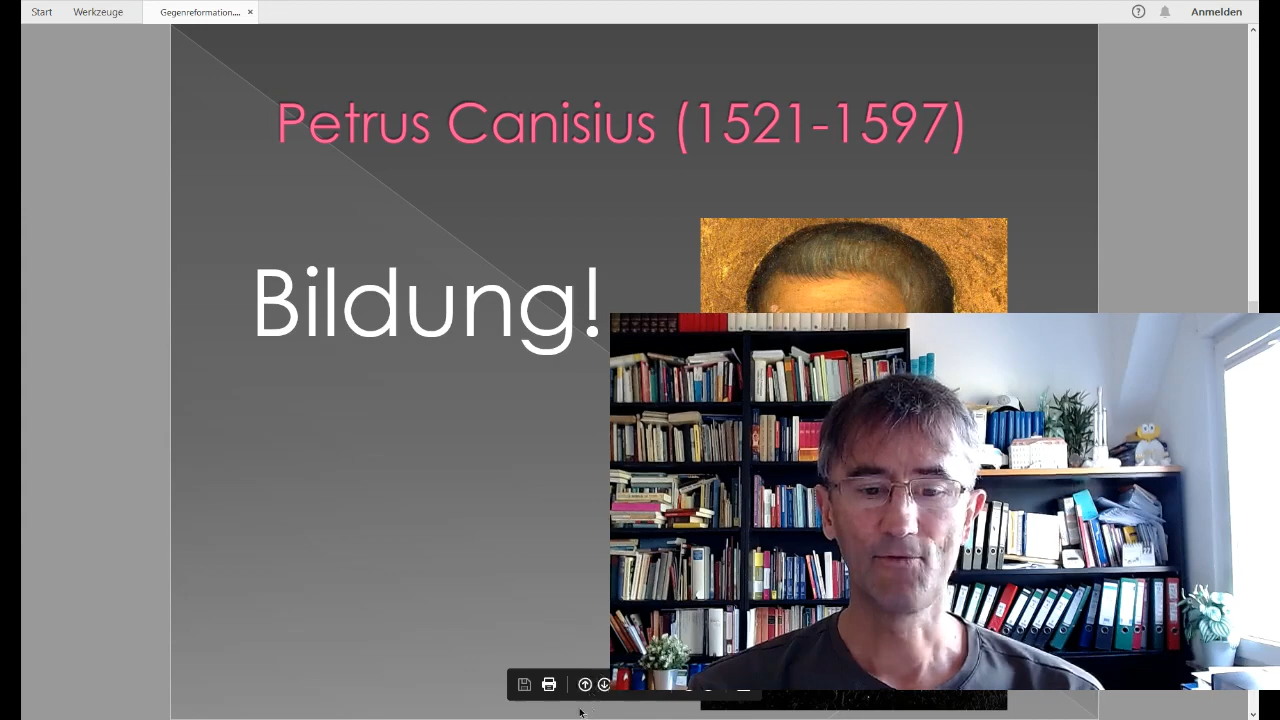 Start Werkzeuge Gegenreformation.... × Anmelden
Petrus Canisius (1521-1597)
Bildung!